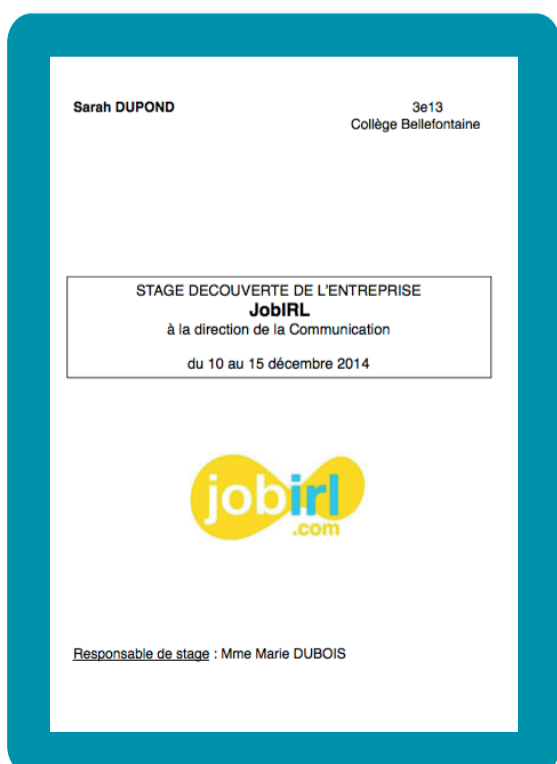 Sarah DUPOND
3e13
Collège Bellefontaine
STAGE DECOUVERTE DE L'ENTREPRISE
JobIRL
à la direction de la Communication
du 10 au 15 décembre 2014
jobirl
.com
Responsable de stage : Mme Marie DUBOIS